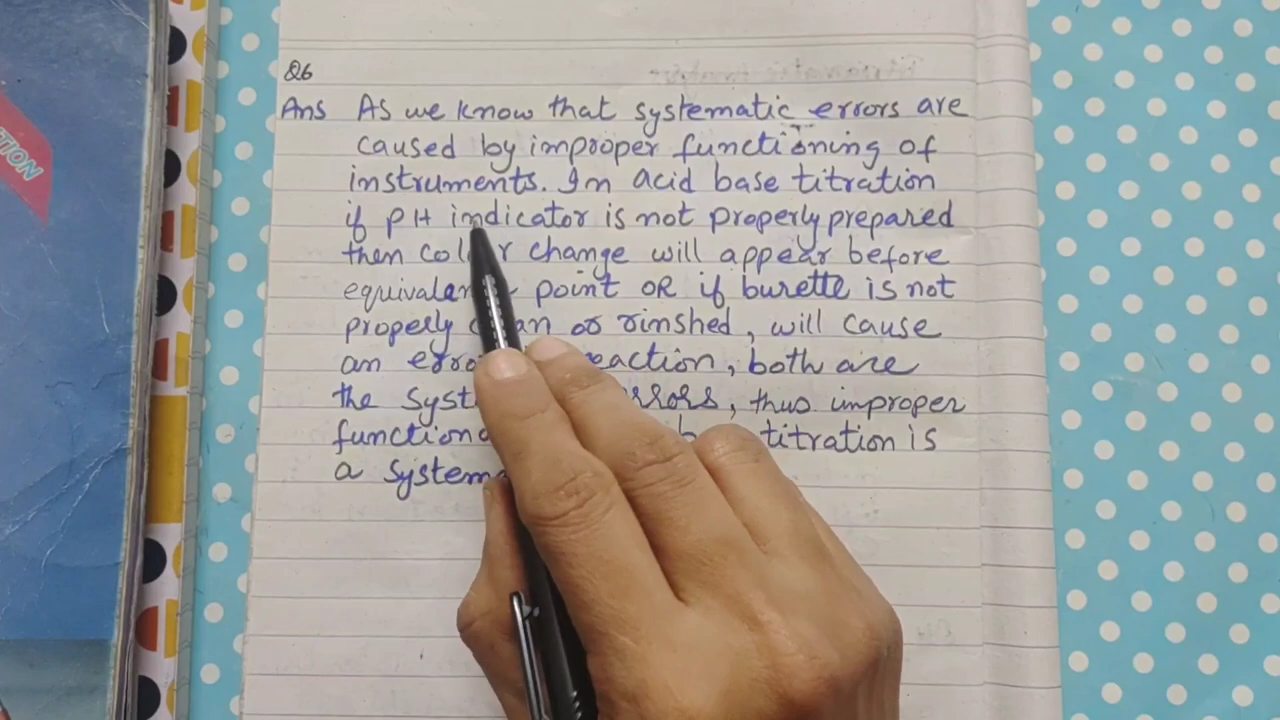 TION
Q6
Ans As we know that systematic errors are
caused by improper functioning of
instruments. In acid base titration
if PH indicator is not properly prepared
then col r change will appear before
equivalen point OR if burette is not
properly c an or rinshed, will cause
an erro eaction, both are
the syst rrors, thus improper
function titration is
a system